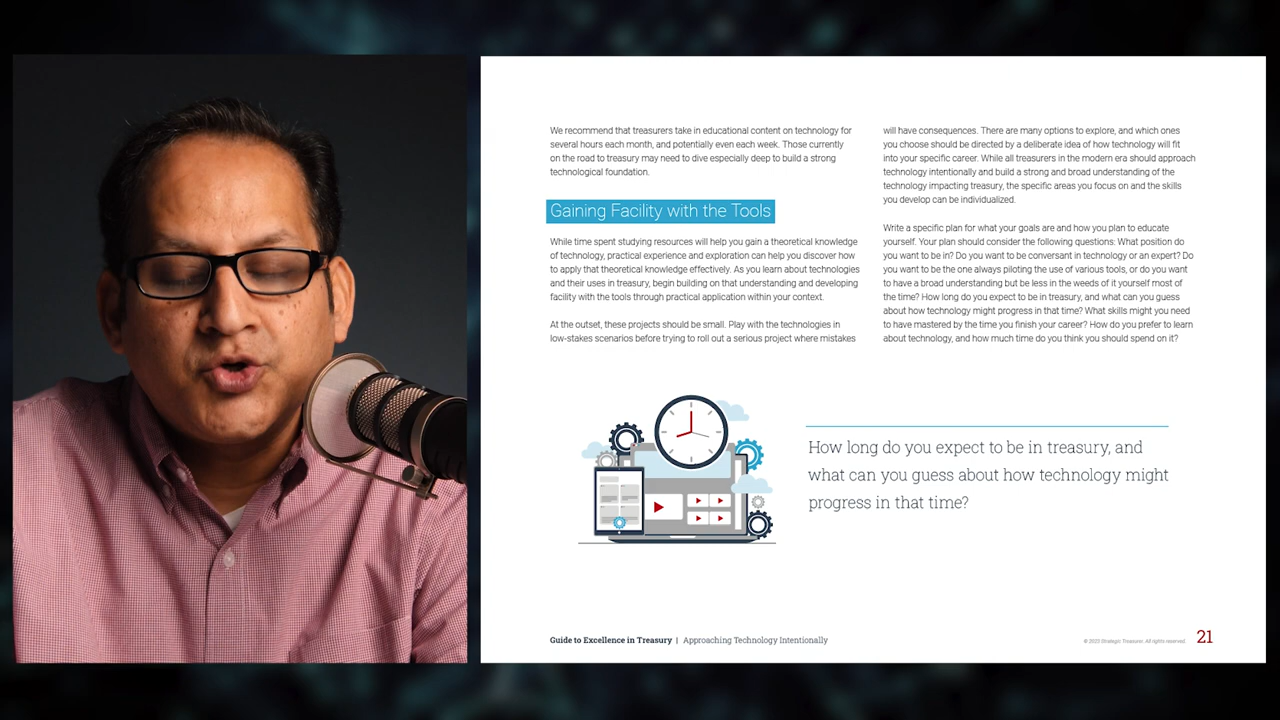 We recommend that treasurers take in educational content on technology for
several hours each month, and potentially even each week. Those currently
on the road to treasury may need to dive especially deep to build a strong
technological foundation.
Gaining Facility with the Tools
While time spent studying resources will help you gain a theoretical knowledge
of technology, practical experience and exploration can help you discover how
to apply that theoretical knowledge effectively. As you learn about technologies
and their uses in treasury, begin building on that understanding and developing
facility with the tools through practical application within your context.
At the outset, these projects should be small. Play with the technologies in
low-stakes scenarios before trying to roll out a serious project where mistakes
will have consequences. There are many options to explore, and which ones
you choose should be directed by a deliberate idea of how technology will fit
into your specific career. While all treasurers in the modern era should approach
technology intentionally and build a strong and broad understanding of the
technology impacting treasury, the specific areas you focus on and the skills
you develop can be individualized.
Write a specific plan for what your goals are and how you plan to educate
yourself. Your plan should consider the following questions: What position do
you want to be in? Do you want to be conversant in technology or an expert? Do
you want to be the one always piloting the use of various tools, or do you want
to have a broad understanding but be less in the weeds of it yourself most of
the time? How long do you expect to be in treasury, and what can you guess
about how technology might progress in that time? What skills might you need
to have mastered by the time you finish your career? How do you prefer to learn
about technology, and how much time do you think you should spend on it?
How long do you expect to be in treasury, and
what can you guess about how technology might
progress in that time?
Guide to Excellence in Treasury | Approaching Technology Intentionally
© 2023 Strategic Treasurer. All rights reserved. 21